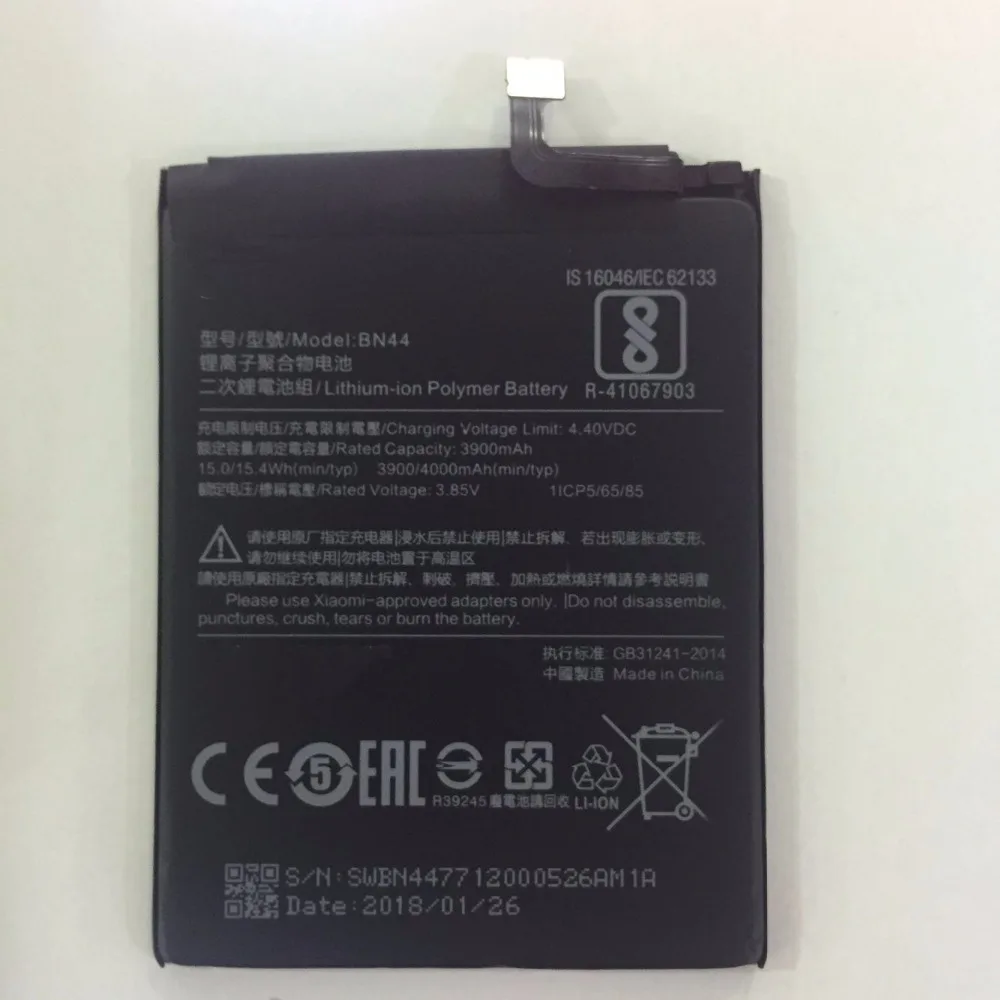 IS 16046/IEC 62133
R-41067903
型号/型號/Model:BN44
锂离子聚合物电池
二次鋰電池組/Lithium-ion Polymer Battery
充电限制电压/充電限制電壓/Charging Voltage Limit: 4.40VDC
额定容量/額定電容量/Rated Capacity: 3900mAh
15.0/15.4Wh(min/typ) 3900/4000mAh(min/typ)
额定电压/標稱電壓/Rated Voltage: 3.85V 1ICP5/65/85
请使用原厂指定充电器|浸水后禁止使用|禁止拆解、若出现膨胀或变形、
请勿继续使用|勿将电池置于高温区
請使用原廠指定充電器|禁止拆解、刺破、擠壓、加熱或燃燒詳情請參考說明書
Please use Xiaomi-approved adapters only. |Do not disassemble,
punctures, crush, tears or burn the battery.
执行标准 GB31241-2014
中國製造 Made in China
CE 5 EAC
R39245 廢電池請回收 LI-ION
S/N: SWBN447712000526AM1A
Date: 2018/01/26